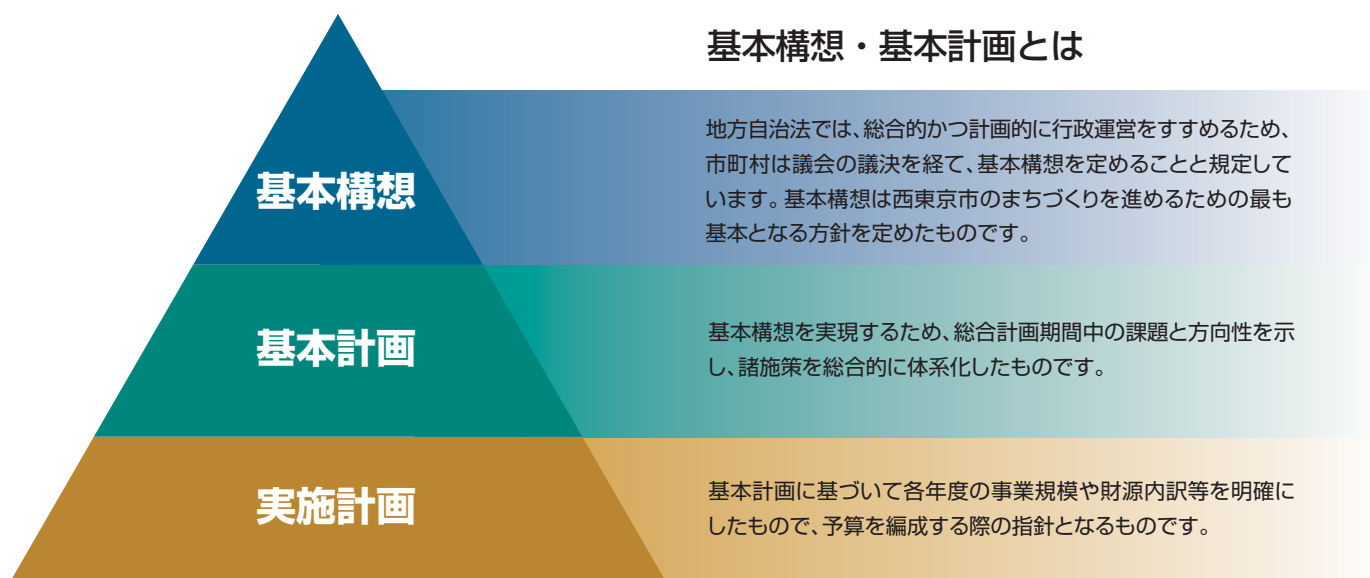 基本構想・基本計画とは
基本構想
地方自治法では、総合的かつ計画的に行政運営をすすめるため、
市町村は議会の議決を経て、基本構想を定めることと規定して
います。基本構想は西東京市のまちづくりを進めるための最も
基本となる方針を定めたものです。
基本計画
基本構想を実現するため、総合計画期間中の課題と方向性を示
し、諸施策を総合的に体系化したものです。
実施計画
基本計画に基づいて各年度の事業規模や財源内訳等を明確に
したもので、予算を編成する際の指針となるものです。